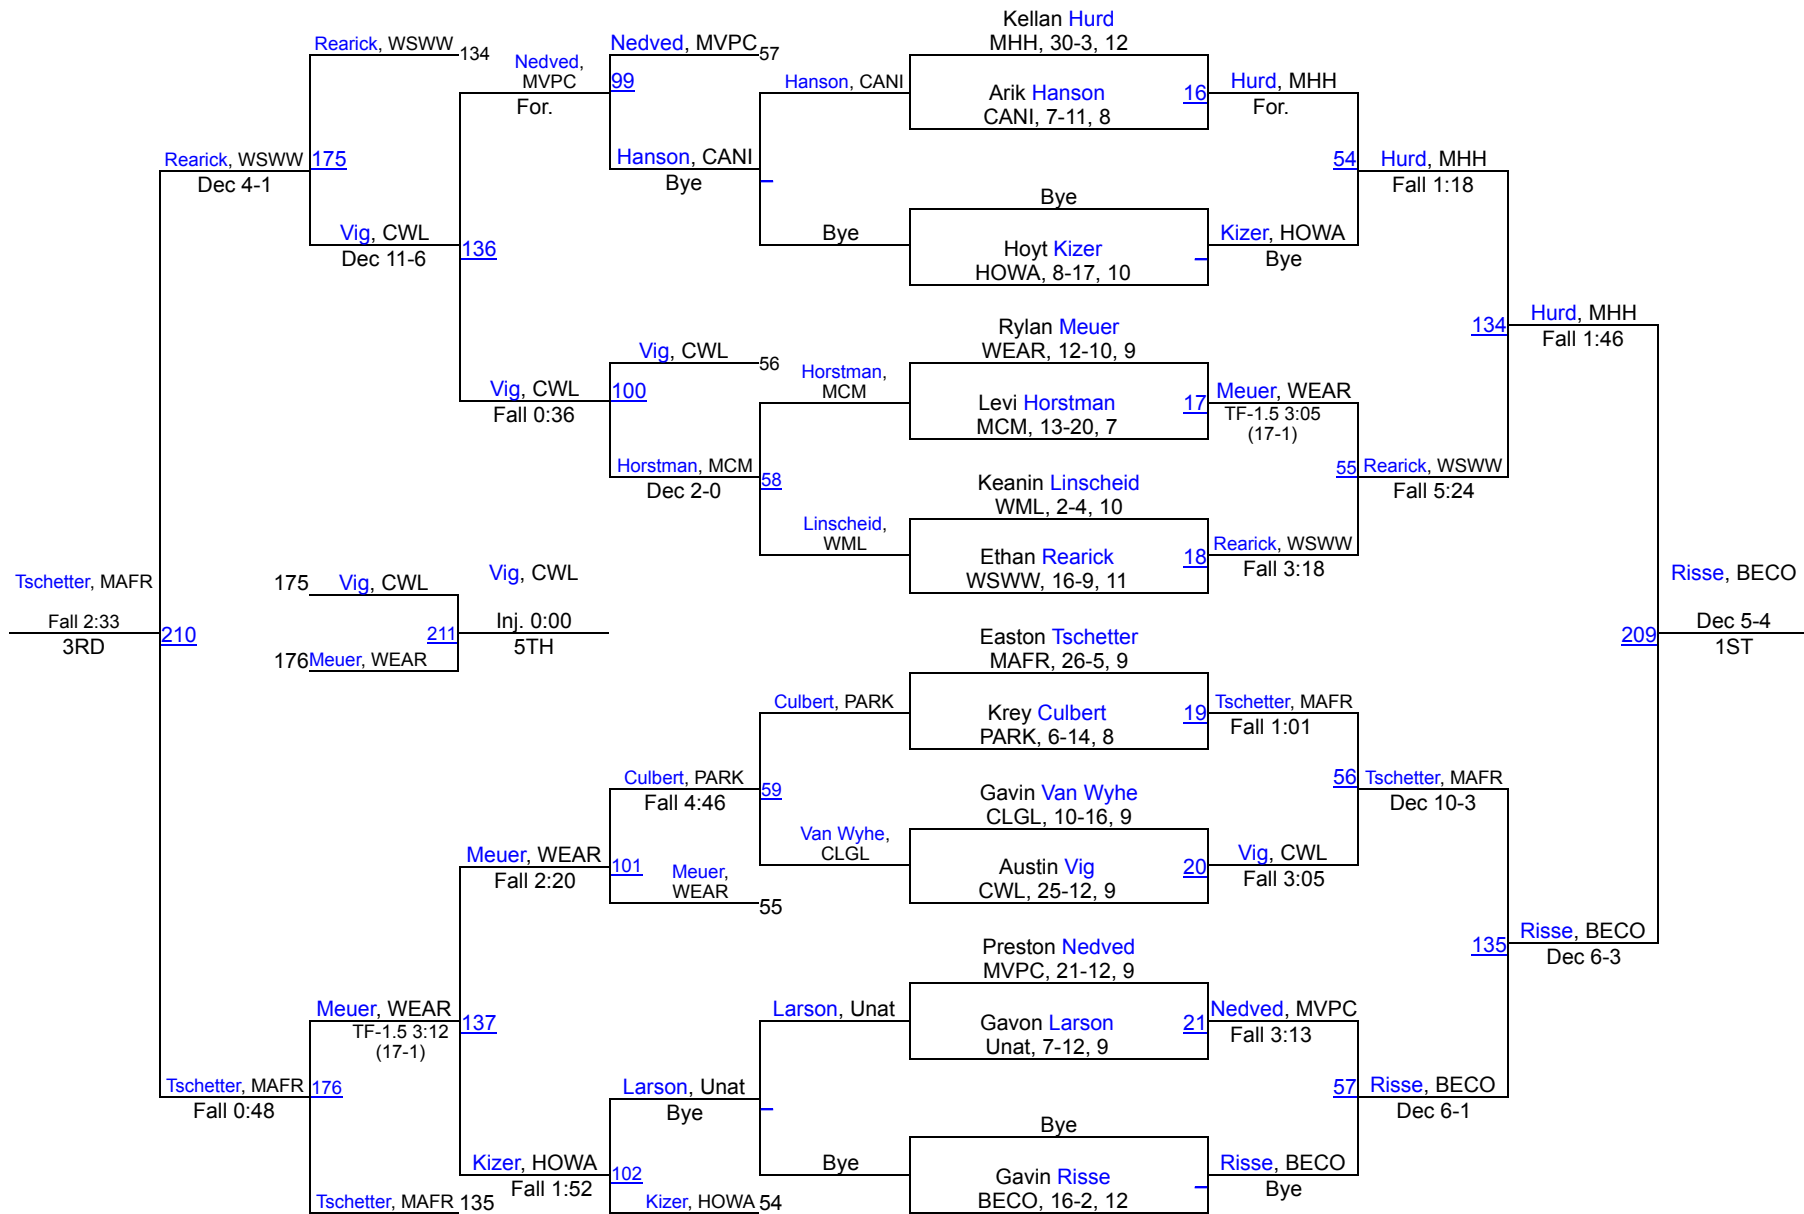 Kellan Hurd
MHH, 30-3, 12
Rearick, WSWW 134
Nedved, MVPC 57
Nedved,
MVPC
For.
99
Hanson, CANI
Arik Hanson
CANI, 7-11, 8
16
Hurd, MHH
For.
Rearick, WSWW
Dec 4-1
175
Hanson, CANI
Bye
54
Hurd, MHH
Fall 1:18
Bye
Vig, CWL
Dec 11-6
136
Bye
Hoyt Kizer
HOWA, 8-17, 10
Kizer, HOWA
Bye
Rylan Meuer
WEAR, 12-10, 9
134
Hurd, MHH
Fall 1:46
Vig, CWL 56
Horstman,
MCM
Vig, CWL
Fall 0:36
100
Levi Horstman
MCM, 13-20, 7
17
Meuer, WEAR
TF-1.5 3:05
(17-1)
Horstman, MCM
Dec 2-0
58
Keanin Linscheid
WML, 2-4, 10
55
Rearick, WSWW
Fall 5:24
Linscheid,
WML
Ethan Rearick
WSWW, 16-9, 11
18
Rearick, WSWW
Fall 3:18
Tschetter, MAFR
Fall 2:33
3RD
210
175 Vig, CWL
176 Meuer, WEAR
211
Vig, CWL
Inj. 0:00
5TH
Risse, BECO
Dec 5-4
1ST
209
Easton Tschetter
MAFR, 26-5, 9
Culbert, PARK
Krey Culbert
PARK, 6-14, 8
19
Tschetter, MAFR
Fall 1:01
Culbert, PARK
Fall 4:46
59
Gavin Van Wyhe
CLGL, 10-16, 9
56
Tschetter, MAFR
Dec 10-3
Meuer, WEAR
Fall 2:20
101
Van Wyhe,
CLGL
Austin Vig
CWL, 25-12, 9
20
Vig, CWL
Fall 3:05
Meuer,
WEAR
55
Preston Nedved
MVPC, 21-12, 9
135
Risse, BECO
Dec 6-3
Meuer, WEAR
TF-1.5 3:12
(17-1)
137
Larson, Unat
Gavon Larson
Unat, 7-12, 9
21
Nedved, MVPC
Fall 3:13
Tschetter, MAFR
Fall 0:48
176
Larson, Unat
Bye
57
Risse, BECO
Dec 6-1
Bye
Kizer, HOWA
Fall 1:52
102
Bye
Gavin Risse
BECO, 16-2, 12
Risse, BECO
Bye
Tschetter, MAFR 135
Kizer, HOWA 54